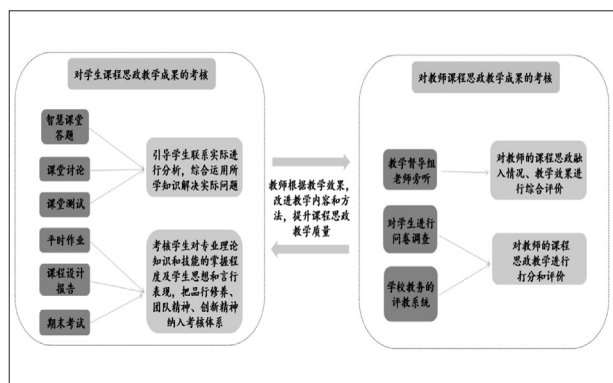 对学生课程思政教学成果的考核
智慧课堂
答题
课堂讨论
课堂测试
平时作业
课程设计
报告
期末考试
引导学生联系实际进
行分析，综合运用所
学知识解决实际问题
考核学生对专业理论
知识和技能的掌握程
度及学生思想和言行
表现，把品行修养、
团队精神、创新精神
纳入考核体系
教师根据教学效果，
改进教学内容和方
法，提升课程思政
教学质量
对教师课程思政教学成果的考核
教学督导组
老师旁听
对学生进行
问卷调查
学校教务的
评教系统
对教师的课程思政融
入情况、教学效果进
行综合评价
对教师的课程
思政教学进行
打分和评价